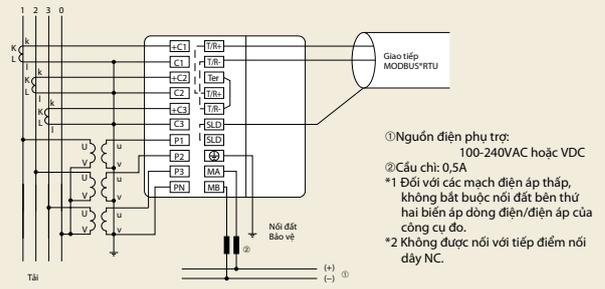 1 2 3 0
K
k
L
l
K
k
L
l
K
k
L
l
+C1
C1
+C2
C2
+C3
C3
P1
P2
P3
PN
T/R+
T/R-
Ter
T/R+
T/R-
SLD
SLD
MA
MB
U
u
V
v
U
u
V
v
U
u
V
v
Giao tiếp
MODBUS®RTU
Nối đất
Bảo vệ
②
(+)
(−)
①
Tải
①Nguồn điện phụ trợ:
100-240VAC hoặc VDC
②Cầu chì: 0,5A
*1 Đối với các mạch điện áp thấp,
không bắt buộc nối đất bên thứ
hai biến áp dòng điện/điện áp của
công cụ đo.
*2 Không được nối với tiếp điểm nối
dây NC.